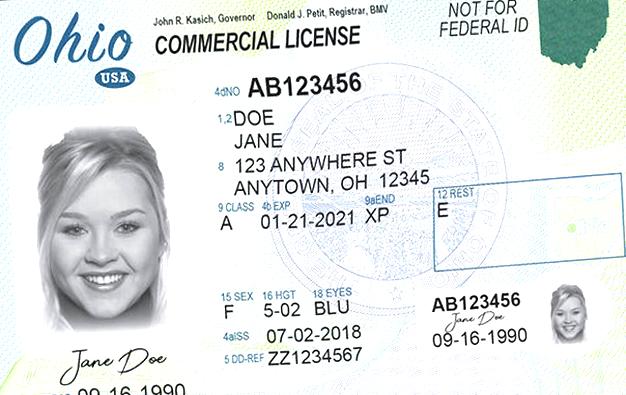 Ohio
USA
John R. Kasich, Governor Donald J. Petit, Registrar, BMV
COMMERCIAL LICENSE
NOT FOR
FEDERAL ID
4dNO AB123456
1,2 DOE
JANE
8 123 ANYWHERE ST
ANYTOWN, OH 12345
9 CLASS 4b EXP 9aEND
A 01-21-2021 XP
12 REST
E
15 SEX 16 HGT 18 EYES
F 5-02 BLU
4aISS 07-02-2018
5 DD-REF ZZ1234567
AB123456
Jane Doe
09-16-1990
Jane Doe
09-16-1990